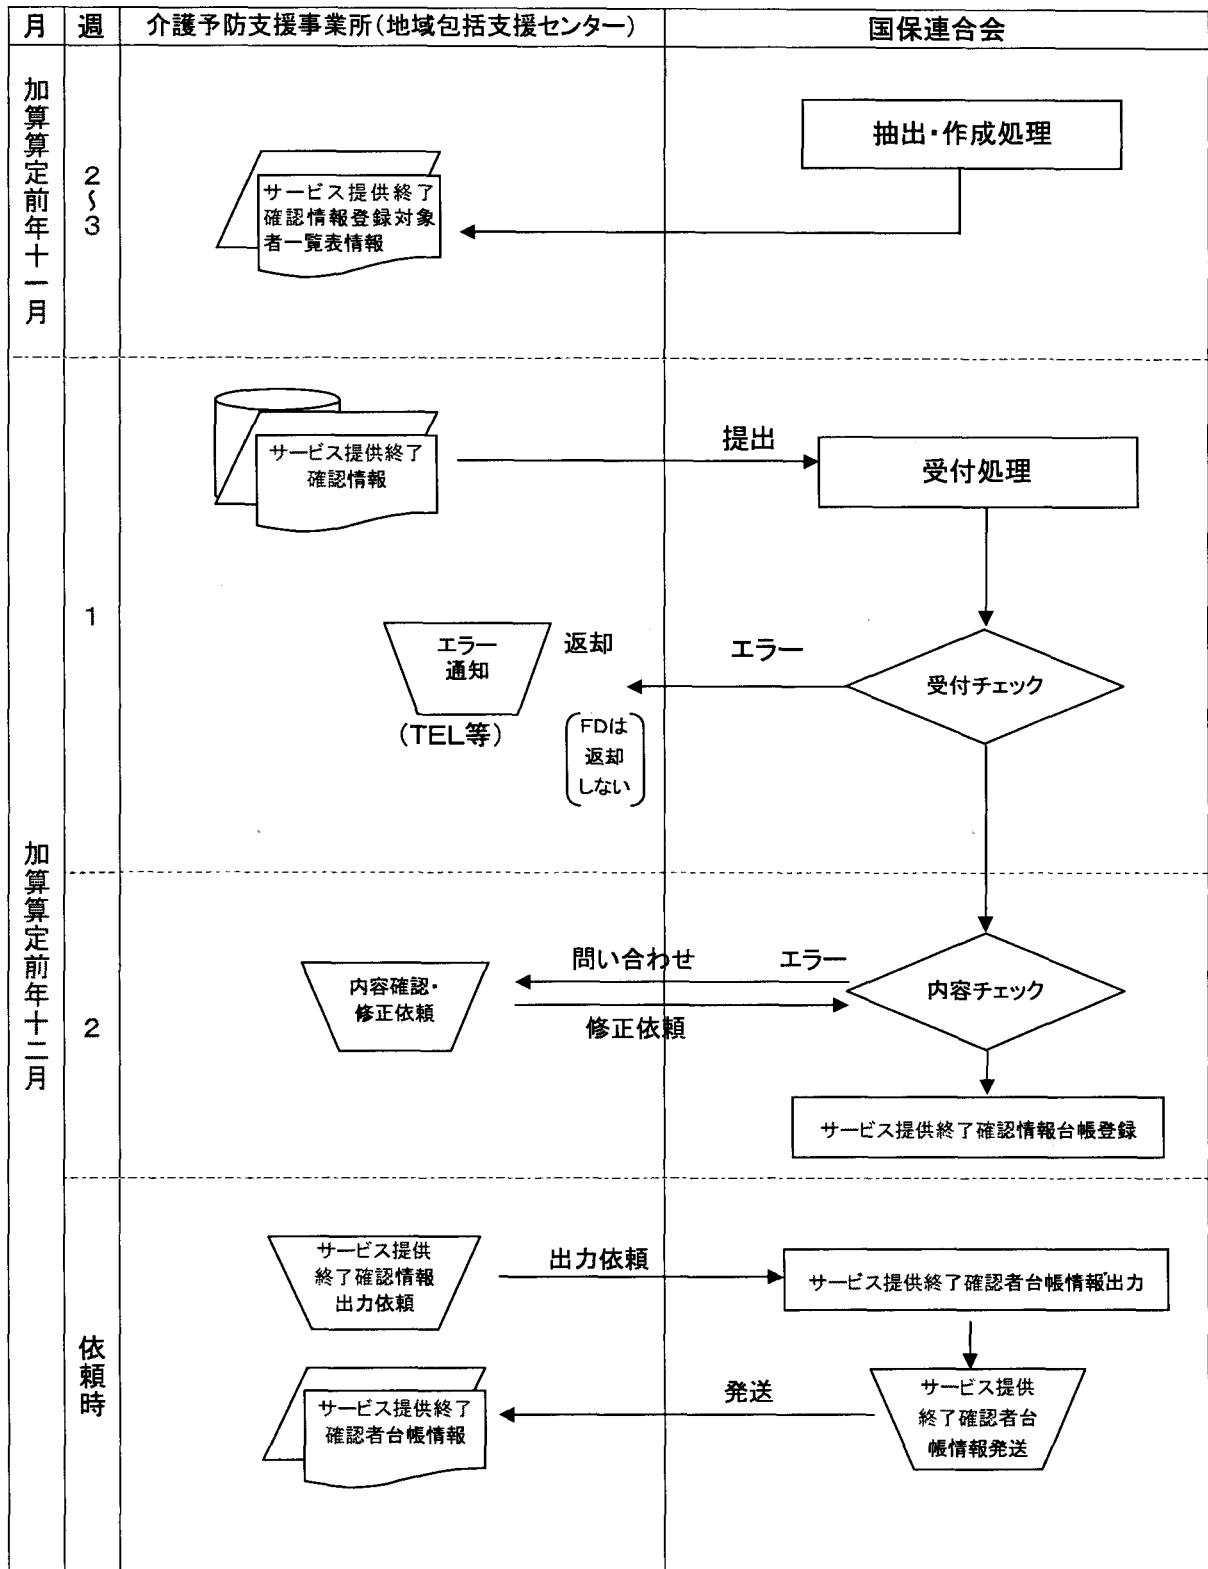 月
週
介護予防支援事業所（地域包括支援センター）
国保連合会
加算算定前年十一月
2～3
抽出・作成処理
サービス提供終了
確認情報登録対象
者一覧表情報
加算算定前年十二月
1
サービス提供終了
確認情報
提出
受付処理
エラー
通知
（TEL等）
返却
FDは
返却
しない
エラー
受付チェック
2
内容確認・
修正依頼
問い合わせ
エラー
修正依頼
内容チェック
サービス提供終了確認情報台帳登録
依頼時
サービス提供
終了確認情報
出力依頼
出力依頼
サービス提供終了確認者台帳情報出力
サービス提供終了
確認者台帳情報
発送
サービス提供
終了確認者台
帳情報発送